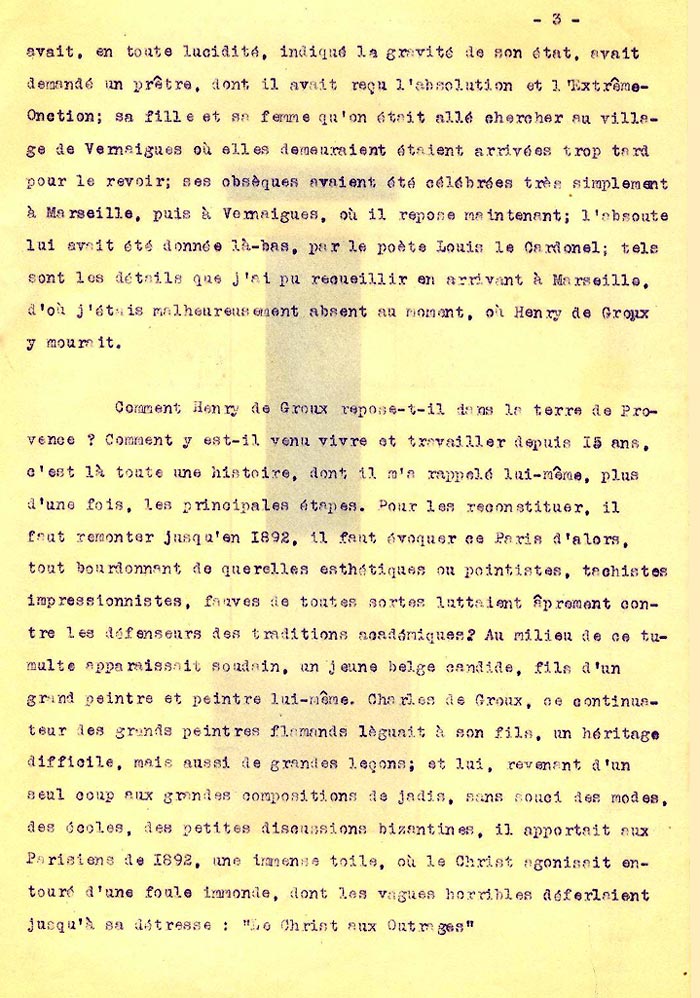 - 3 -
avait, en toute lucidité, indiqué la gravité de son état, avait
demandé un prêtre, dont il avait reçu l'absolution et l'Extrême-
Onction; sa fille et sa femme qu'on était allé chercher au villa-
ge de Vernaigues où elles demeuraient étaient arrivées trop tard
pour le revoir; ses obsèques avaient été célébrées très simplement
à Marseille, puis à Vernaigues, où il repose maintenant; l'absoute
lui avait été donnée là-bas, par le poète Louis le Cardonel; tels
sont les détails que j'ai pu recueillir en arrivant à Marseille,
d'où j'étais malheureusement absent au moment, où Henry de Groux
y mourait.
Comment Henry de Groux repose-t-il dans la terre de Pro-
vence ? Comment y est-il venu vivre et travailler depuis I5 ans,
c'est là toute une histoire, dont il m'a rappelé lui-même, plus
d'une fois, les principales étapes. Pour les reconstituer, il
faut remonter jusqu'en I892, il faut évoquer ce Paris d'alors,
tout bourdonnant de querelles esthétiques ou pointistes, tachistes
impressionnistes, fauves de toutes sortes luttaient âprement con-
tre les défenseurs des traditions académiques? Au milieu de ce tu-
multe apparaissait soudain, un jeune belge candide, fils d'un
grand peintre et peintre lui-même. Charles de Groux, ce continua-
teur des grands peintres flamands lèguait à son fils, un héritage
difficile, mais aussi de grandes leçons; et lui, revenant d'un
seul coup aux grandes compositions de jadis, sans souci des modes,
des écoles, des petites discussions bizantines, il apportait aux
Parisiens de I892, une immense toile, où le Christ agonisait en-
touré d'une foule immonde, dont les vagues horribles déferlaient
jusqu'à sa détresse : "Le Christ aux Outrages"